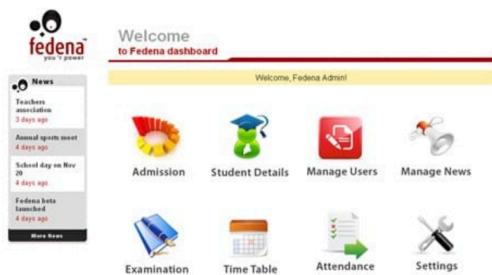 fedena
you 'r power
Welcome
to Fedena dashboard
Welcome, Fedena Admin!
News
Teachers
association
3 days ago
Annual sports meet
4 days ago
School day on Nov
20
4 days ago
Fedena beta
launched
4 days ago
More News
Admission
Student Details
Manage Users
Manage News
Examination
Time Table
Attendance
Settings